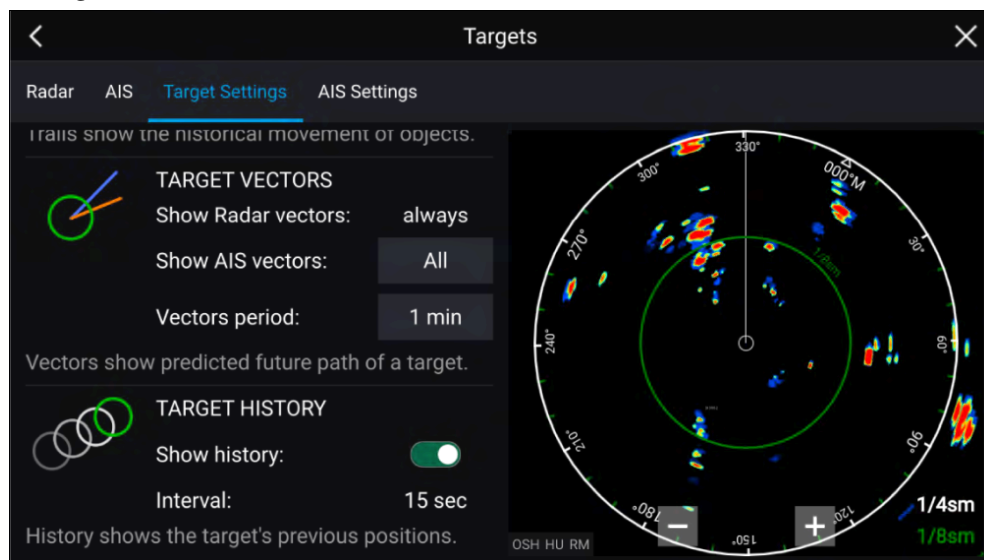 Targets
Radar AIS Target Settings AIS Settings
Trails show the historical movement of objects.
TARGET VECTORS
Show Radar vectors: always
Show AIS vectors: All
Vectors period: 1 min
Vectors show predicted future path of a target.
TARGET HISTORY
Show history:
Interval: 15 sec
History shows the target's previous positions.
330°
000°M
30°
60°
90°
120°
150°
180°
210°
240°
270°
300°
1/8sm
1/4sm
1/8sm
OSH HU RM